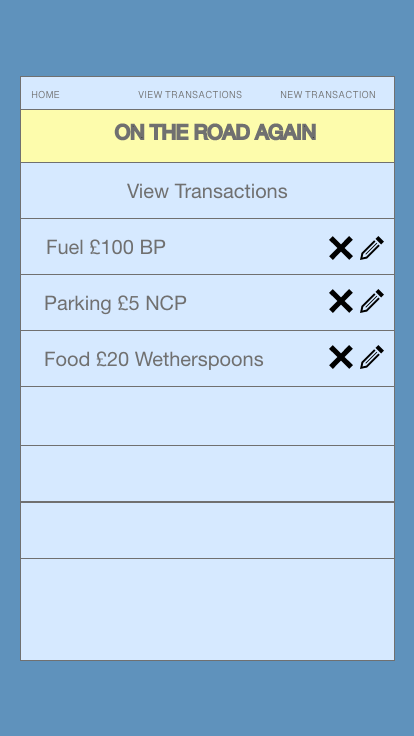 HOME VIEW TRANSACTIONS NEW TRANSACTION
ON THE ROAD AGAIN
View Transactions
Fuel £100 BP
Parking £5 NCP
Food £20 Wetherspoons